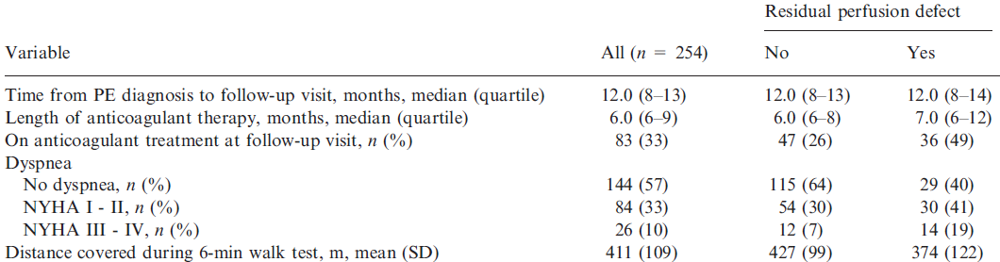 Residual perfusion defect
Variable All (n = 254) No Yes
Time from PE diagnosis to follow-up visit, months, median (quartile) 12.0 (8–13) 12.0 (8–13) 12.0 (8–14)
Length of anticoagulant therapy, months, median (quartile) 6.0 (6–9) 6.0 (6–8) 7.0 (6–12)
On anticoagulant treatment at follow-up visit, n (%) 83 (33) 47 (26) 36 (49)
Dyspnea
No dyspnea, n (%) 144 (57) 115 (64) 29 (40)
NYHA I - II, n (%) 84 (33) 54 (30) 30 (41)
NYHA III - IV, n (%) 26 (10) 12 (7) 14 (19)
Distance covered during 6-min walk test, m, mean (SD) 411 (109) 427 (99) 374 (122)